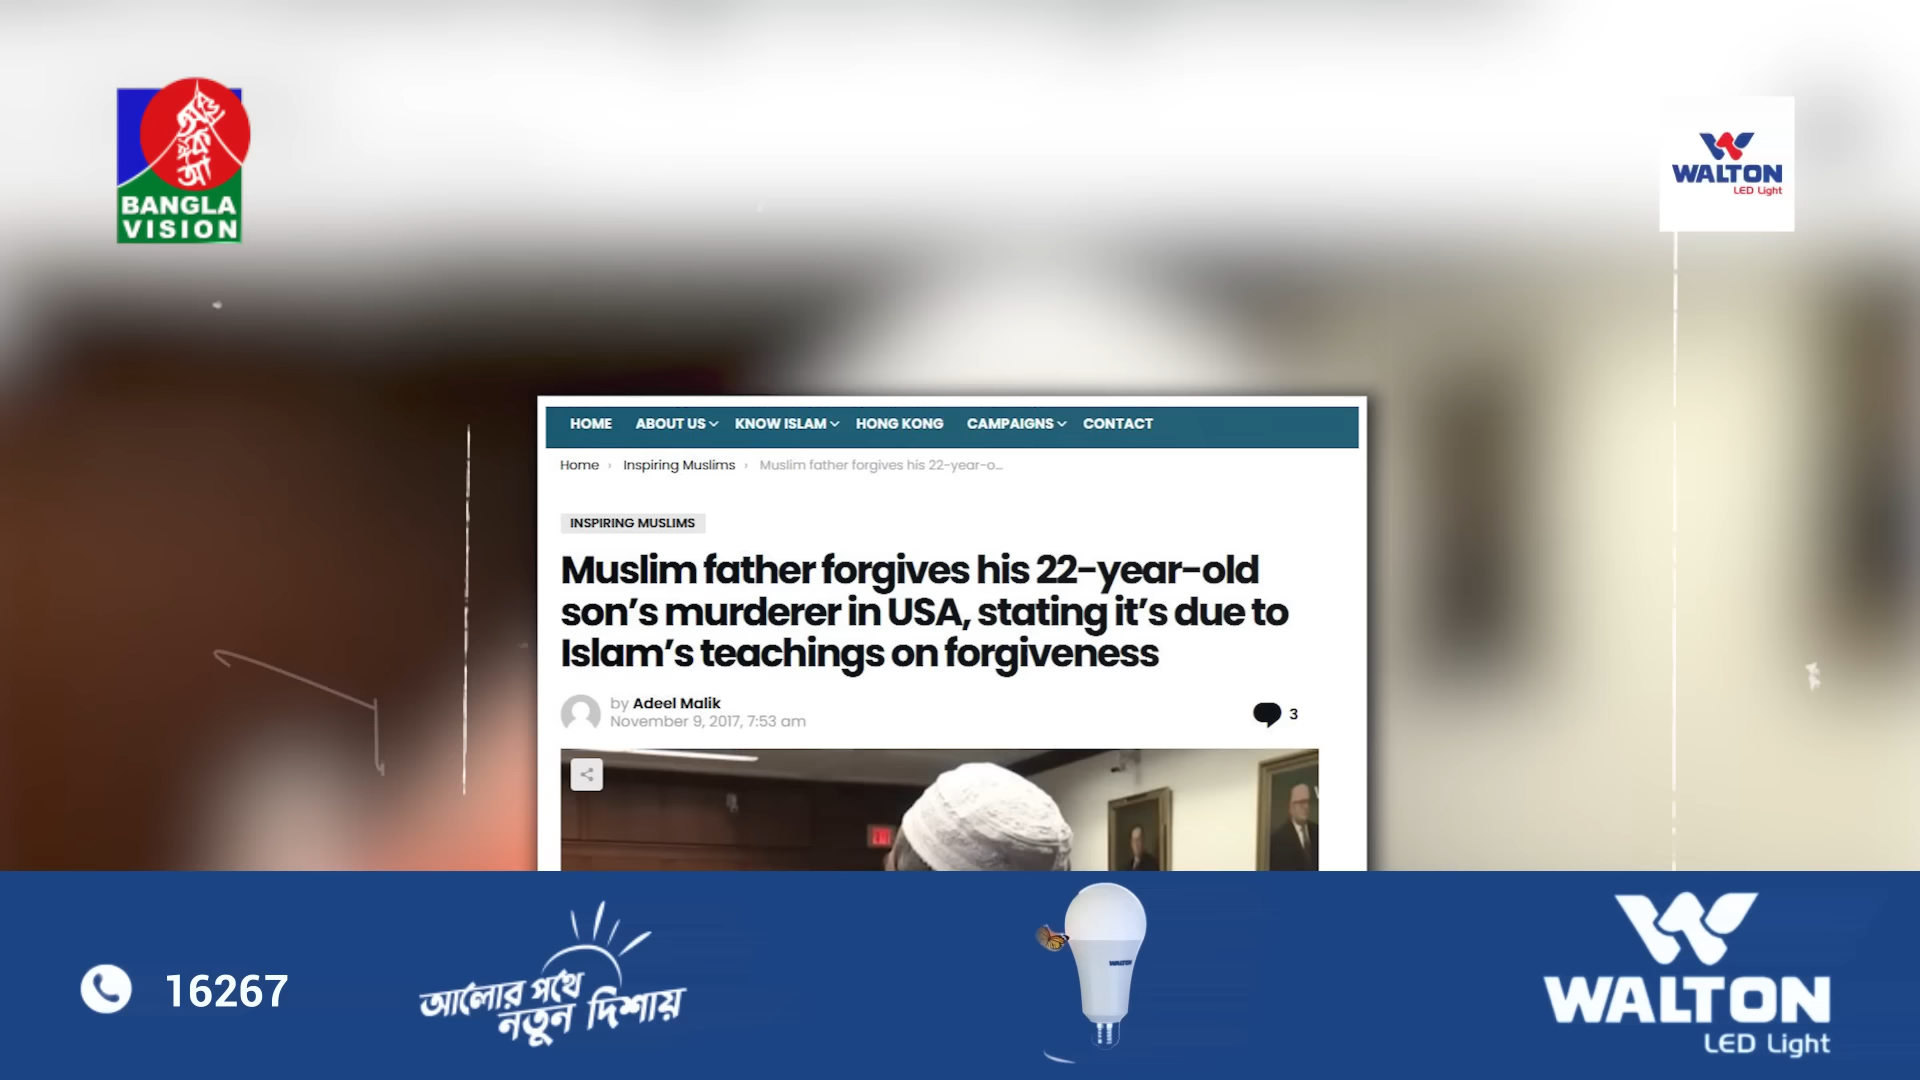 BANGLA
VISION
WALTON
LED Light
HOME ABOUT US KNOW ISLAM HONG KONG CAMPAIGNS CONTACT
Home › Inspiring Muslims › Muslim father forgives his 22-year-o...
INSPIRING MUSLIMS
Muslim father forgives his 22-year-old
son’s murderer in USA, stating it’s due to
Islam’s teachings on forgiveness
by Adeel Malik
November 9, 2017, 7:53 am
3
16267
আলোর পথে
নতুন দিশায়
WALTON
WALTON
LED Light